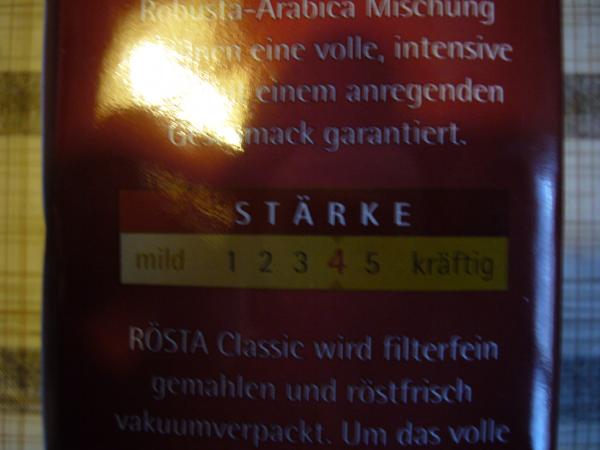 Robusta-Arabica Mischung
eine volle, intensive
einem anregenden
Geschmack garantiert.
STÄRKE
mild 1 2 3 4 5 kräftig
RÖSTA Classic wird filterfein
gemahlen und röstfrisch
vakuumverpackt. Um das volle